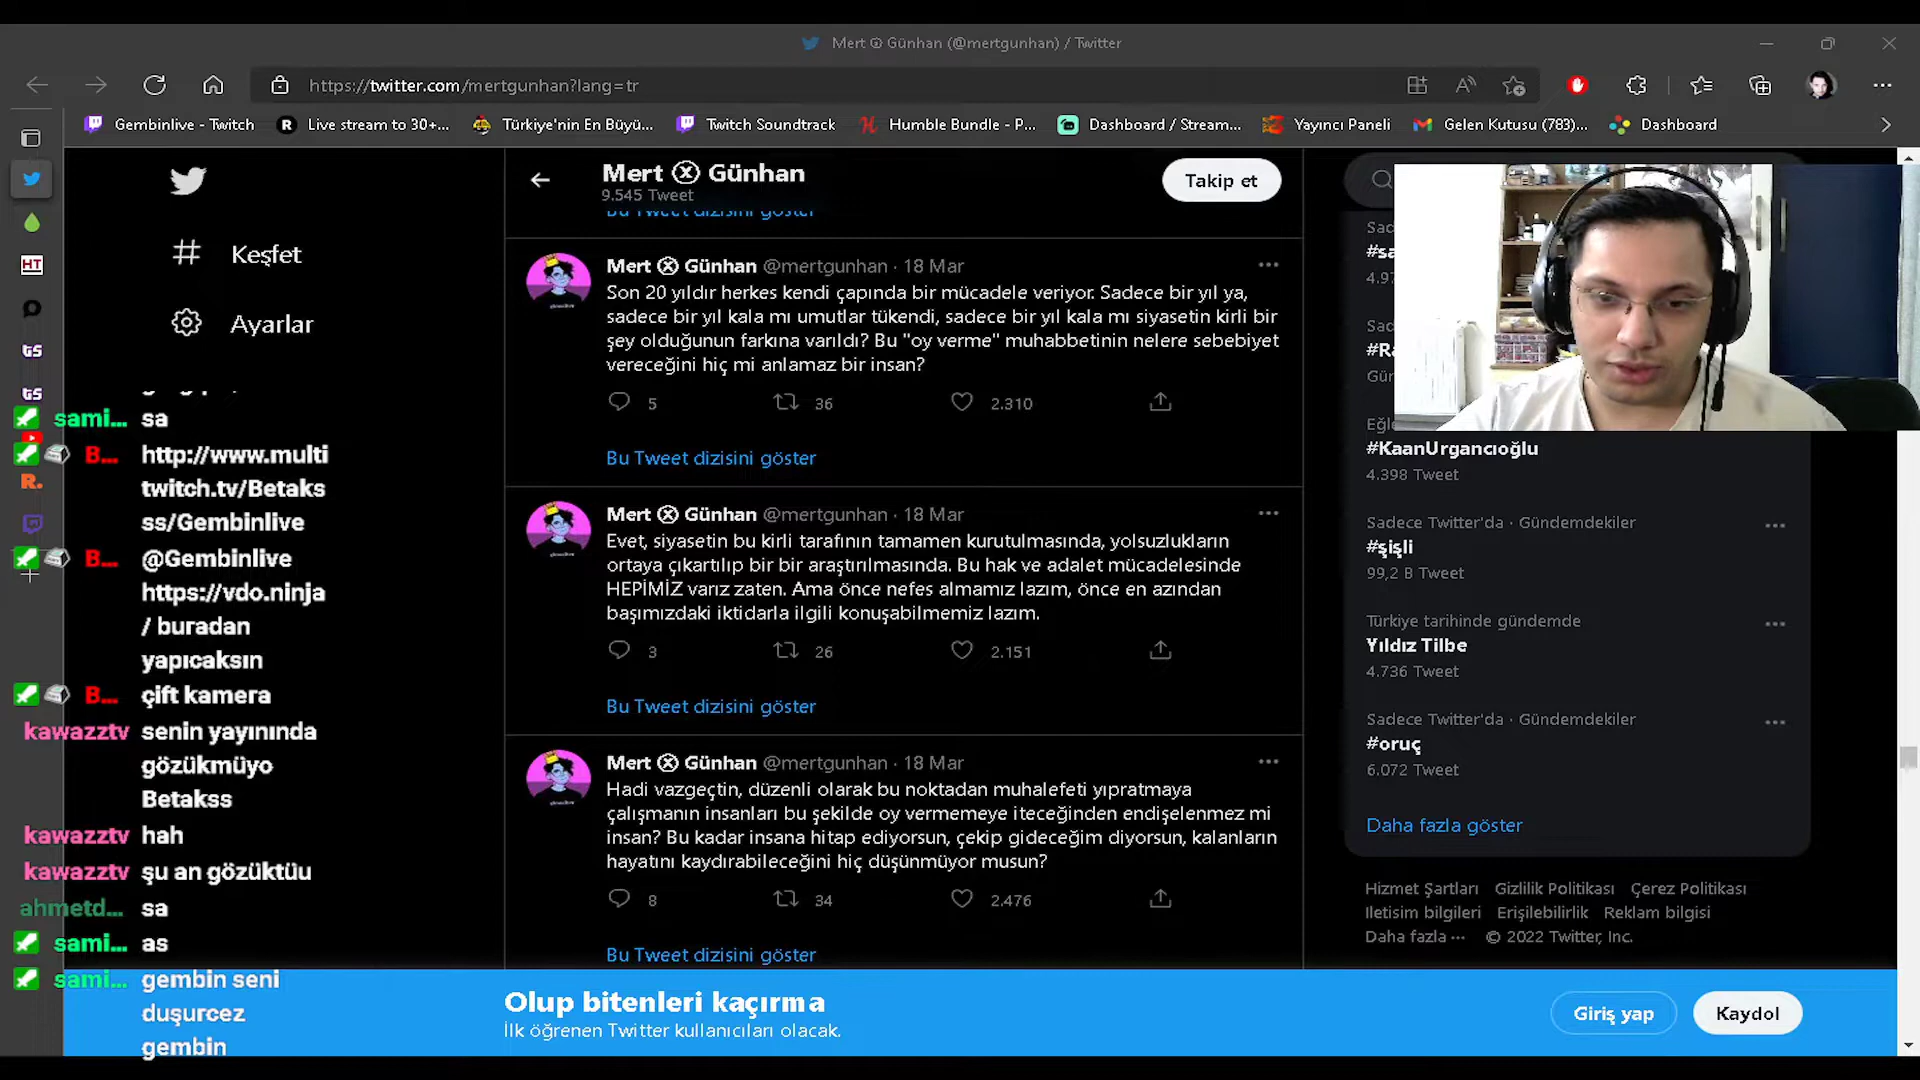 Mert ⓧ Günhan (@mertgunhan) / Twitter
https://twitter.com/mertgunhan?lang=tr
Gembinlive - Twitch
Live stream to 30+...
Türkiye'nin En Büyü...
Twitch Soundtrack
Humble Bundle - P...
Dashboard / Stream...
Yayıncı Paneli
Gelen Kutusu (783)...
Dashboard
HT
ts
ts
R.
Keşfet
Ayarlar
sami... sa
B... http://www.multi
twitch.tv/Betaks
ss/Gembinlive
B... @Gembinlive
https://vdo.ninja
/ buradan
yapıcaksın
B... çift kamera
kawazztv senin yayınında
gözükmüyo
Betakss
kawazztv hah
kawazztv şu an gözüktüu
ahmetd... sa
sami... as
sami... gembin seni
duşurcez
gembin
Mert ⓧ Günhan
9.545 Tweet
Takip et
Bu Tweet dizisini göster
Mert ⓧ Günhan @mertgunhan · 18 Mar
Son 20 yıldır herkes kendi çapında bir mücadele veriyor. Sadece bir yıl ya,
sadece bir yıl kala mı umutlar tükendi, sadece bir yıl kala mı siyasetin kirli bir
şey olduğunun farkına varıldı? Bu "oy verme" muhabbetinin nelere sebebiyet
vereceğini hiç mi anlamaz bir insan?
5 36 2.310
Bu Tweet dizisini göster
Mert ⓧ Günhan @mertgunhan · 18 Mar
Evet, siyasetin bu kirli tarafının tamamen kurutulmasında, yolsuzlukların
ortaya çıkartılıp bir bir araştırılmasında. Bu hak ve adalet mücadelesinde
HEPİMİZ varız zaten. Ama önce nefes almamız lazım, önce en azından
başımızdaki iktidarla ilgili konuşabilmemiz lazım.
3 26 2.151
Bu Tweet dizisini göster
Mert ⓧ Günhan @mertgunhan · 18 Mar
Hadi vazgeçtin, düzenli olarak bu noktadan muhalefeti yıpratmaya
çalışmanın insanları bu şekilde oy vermemeye iteceğinden endişelenmez mi
insan? Bu kadar insana hitap ediyorsun, çekip gideceğim diyorsun, kalanların
hayatını kaydırabileceğini hiç düşünmüyor musun?
8 34 2.476
Bu Tweet dizisini göster
#KaanUrgancıoğlu
4.398 Tweet
Sadece Twitter'da · Gündemdekiler
#şişli
99,2 B Tweet
Türkiye tarihinde gündemde
Yıldız Tilbe
4.736 Tweet
Sadece Twitter'da · Gündemdekiler
#oruç
6.072 Tweet
Daha fazla göster
Hizmet Şartları Gizlilik Politikası Çerez Politikası
Iletisim bilgileri Erişilebilirlik Reklam bilgisi
Daha fazla ··· © 2022 Twitter, Inc.
Olup bitenleri kaçırma
İlk öğrenen Twitter kullanıcıları olacak.
Giriş yap
Kaydol